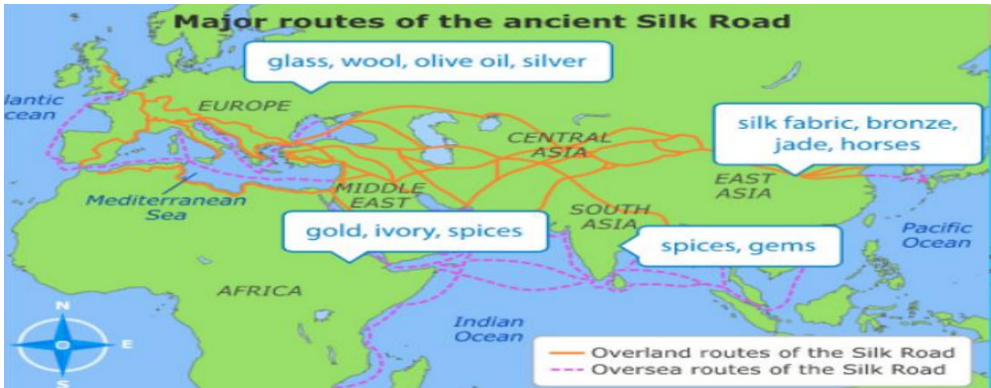 Major routes of the ancient Silk Road
glass, wool, olive oil, silver
lantic
cean
EUROPE
CENTRAL
ASIA
silk fabric, bronze,
jade, horses
EAST
ASIA
Mediterranean
Sea
MIDDLE
EAST
SOUTH
ASIA
gold, ivory, spices
spices, gems
Pacific
Ocean
AFRICA
Indian
Ocean
N
E
S
Overland routes of the Silk Road
Oversea routes of the Silk Road